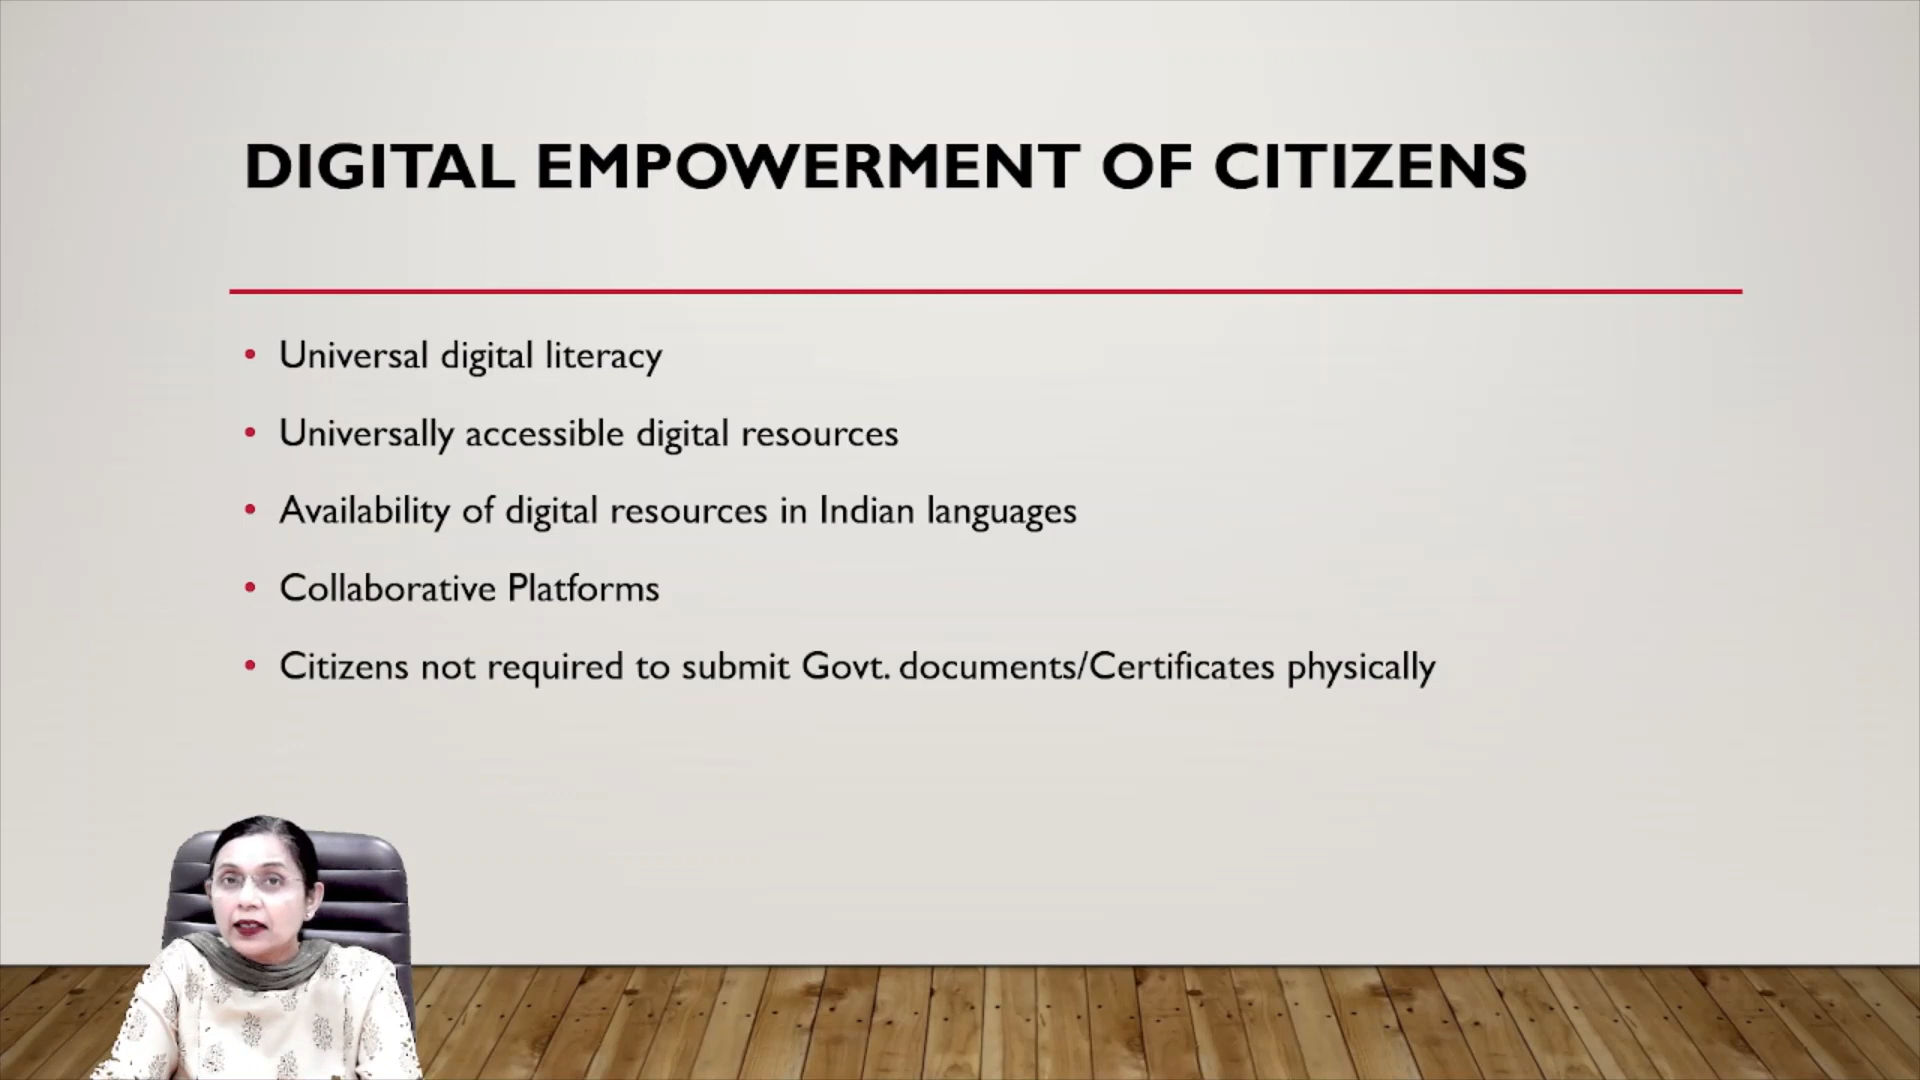 DIGITAL EMPOWERMENT OF CITIZENS
• Universal digital literacy
• Universally accessible digital resources
• Availability of digital resources in Indian languages
• Collaborative Platforms
• Citizens not required to submit Govt. documents/Certificates physically